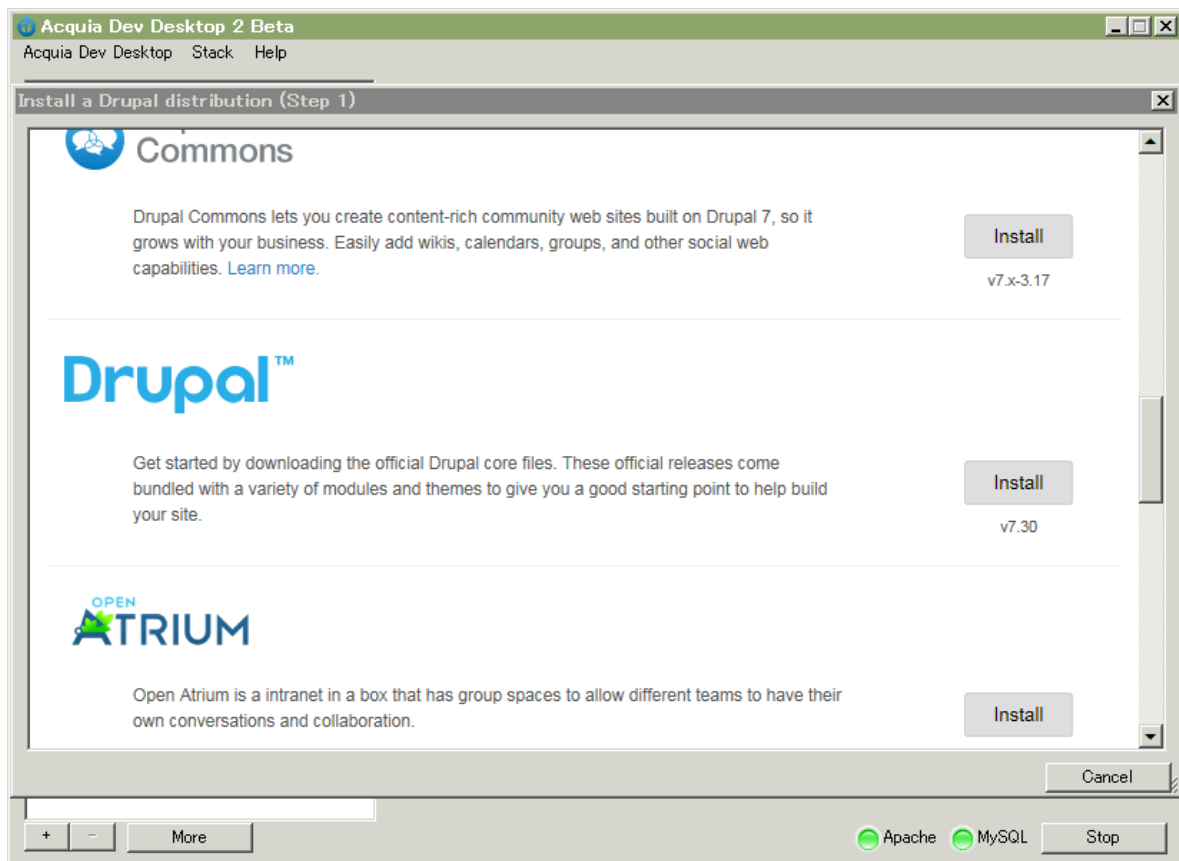 Acquia Dev Desktop 2 Beta
Acquia Dev Desktop Stack Help
Install a Drupal distribution (Step 1)
Commons
Drupal Commons lets you create content-rich community web sites built on Drupal 7, so it
grows with your business. Easily add wikis, calendars, groups, and other social web
capabilities. Learn more.
Install
v7.x-3.17
Drupal™
Get started by downloading the official Drupal core files. These official releases come
bundled with a variety of modules and themes to give you a good starting point to help build
your site.
Install
v7.30
OPEN
ATRIUM
Open Atrium is a intranet in a box that has group spaces to allow different teams to have their
own conversations and collaboration.
Install
Cancel
+ - More
Apache MySQL Stop